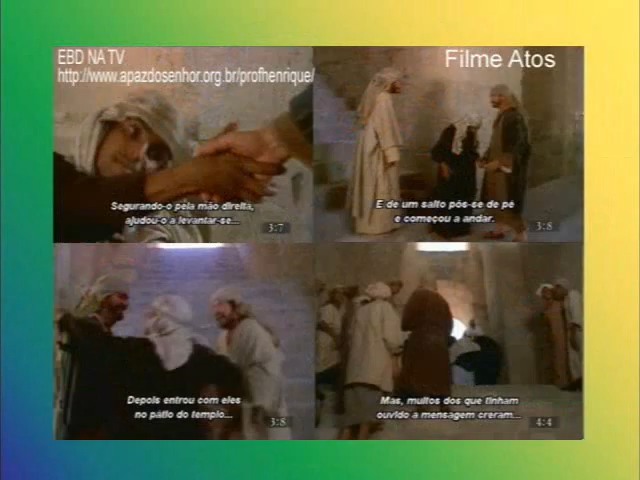 EBD NA TV
http://www.apazdosenhor.org.br/profhenrique/
Filme Atos
Segurando-o pela mão direita,
ajudou-o a levantar-se...
3:7
E de um salto pôs-se de pé
e começou a andar.
3:8
Depois entrou com eles
no pátio do templo...
3:8
Mas, muitos dos que tinham
ouvido a mensagem creram...
4:4